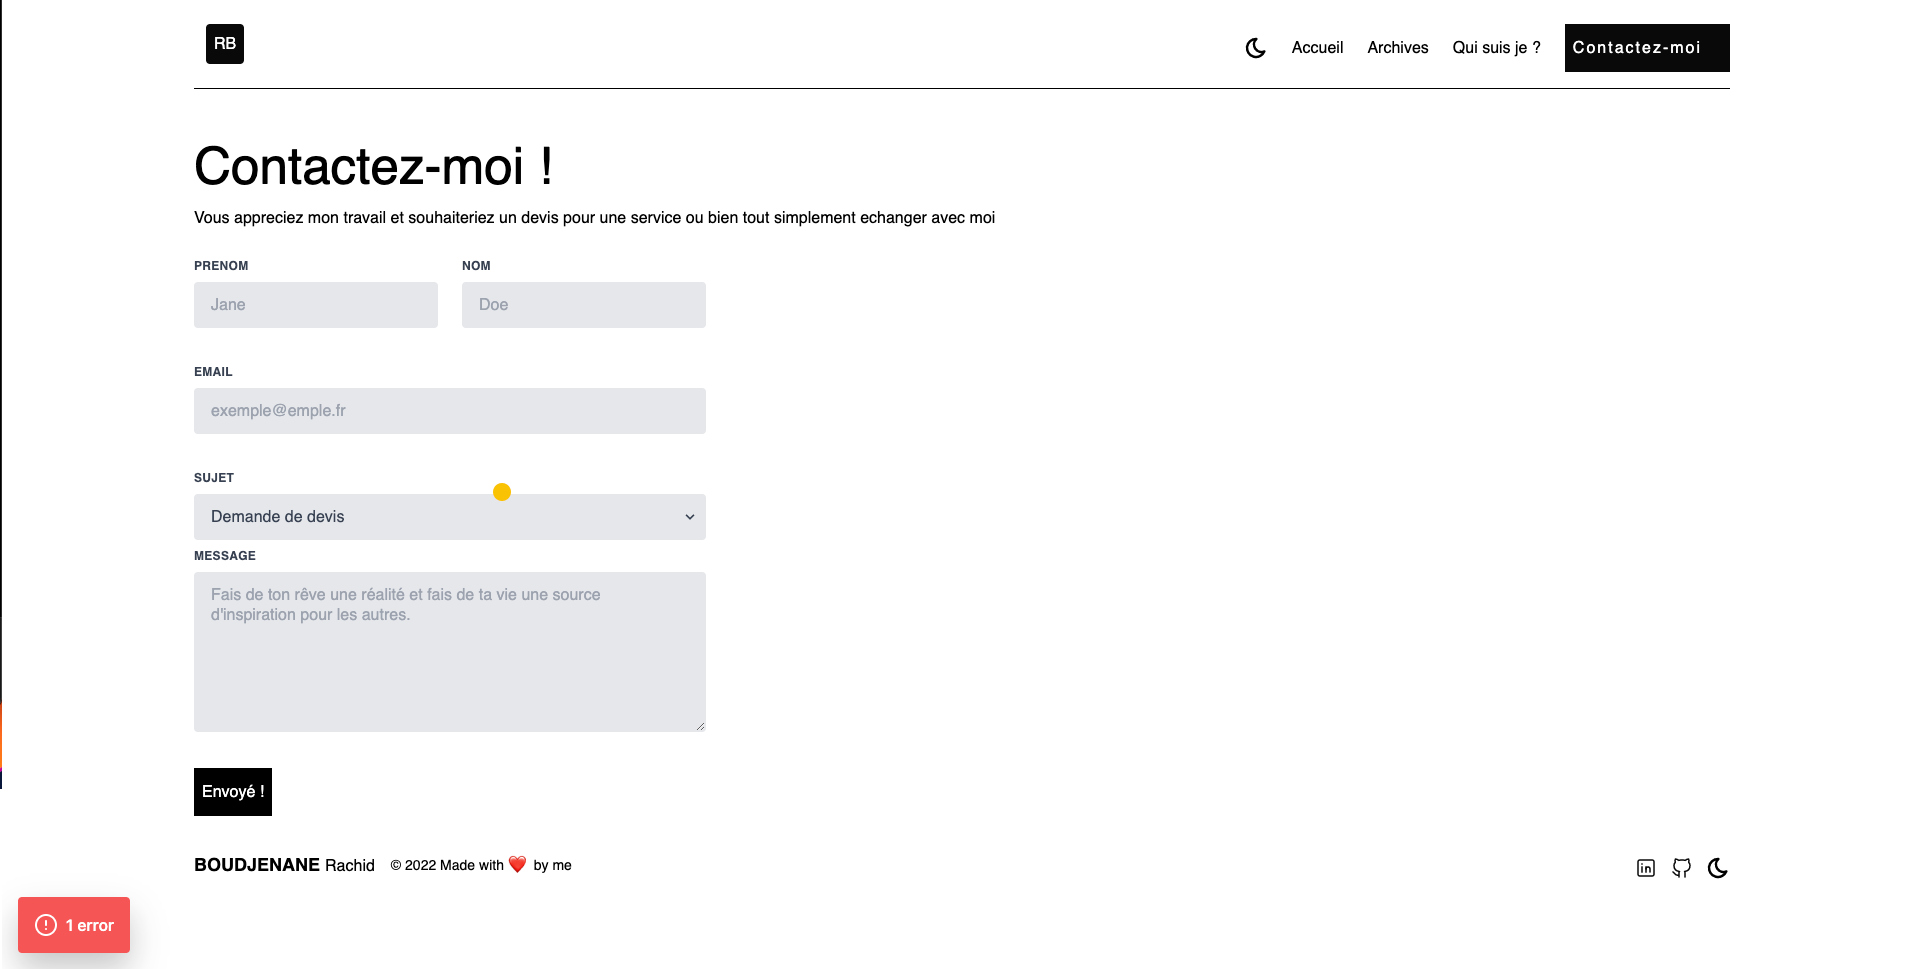 RB
Accueil Archives Qui suis je ? Contactez-moi
Contactez-moi !
Vous appreciez mon travail et souhaiteriez un devis pour une service ou bien tout simplement echanger avec moi
PRENOM NOM
Jane Doe
EMAIL
exemple@emple.fr
SUJET
Demande de devis
MESSAGE
Fais de ton rêve une réalité et fais de ta vie une source
d'inspiration pour les autres.
Envoyé !
BOUDJENANE Rachid © 2022 Made with ❤️ by me
1 error